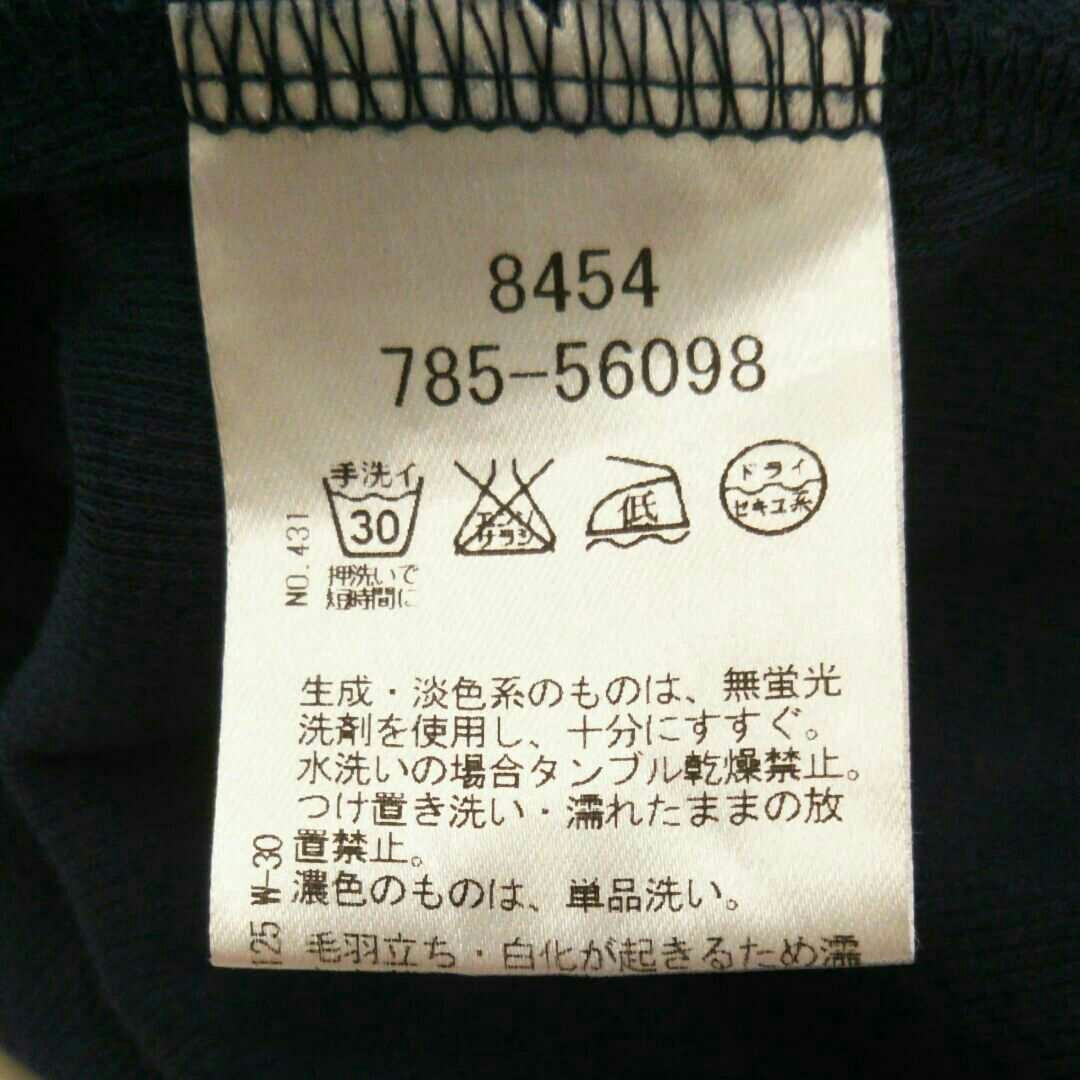 8454
785-56098
手洗イ
30
押洗いで
短時間に
エンソ
サラシ
低
ドライ
セキユ系
NO.431
生成・淡色系のものは、無蛍光
洗剤を使用し、十分にすすぐ。
水洗いの場合タンブル乾燥禁止。
つけ置き洗い・濡れたままの放
置禁止。
濃色のものは、単品洗い。
125 W-30
毛羽立ち・白化が起きるため濡